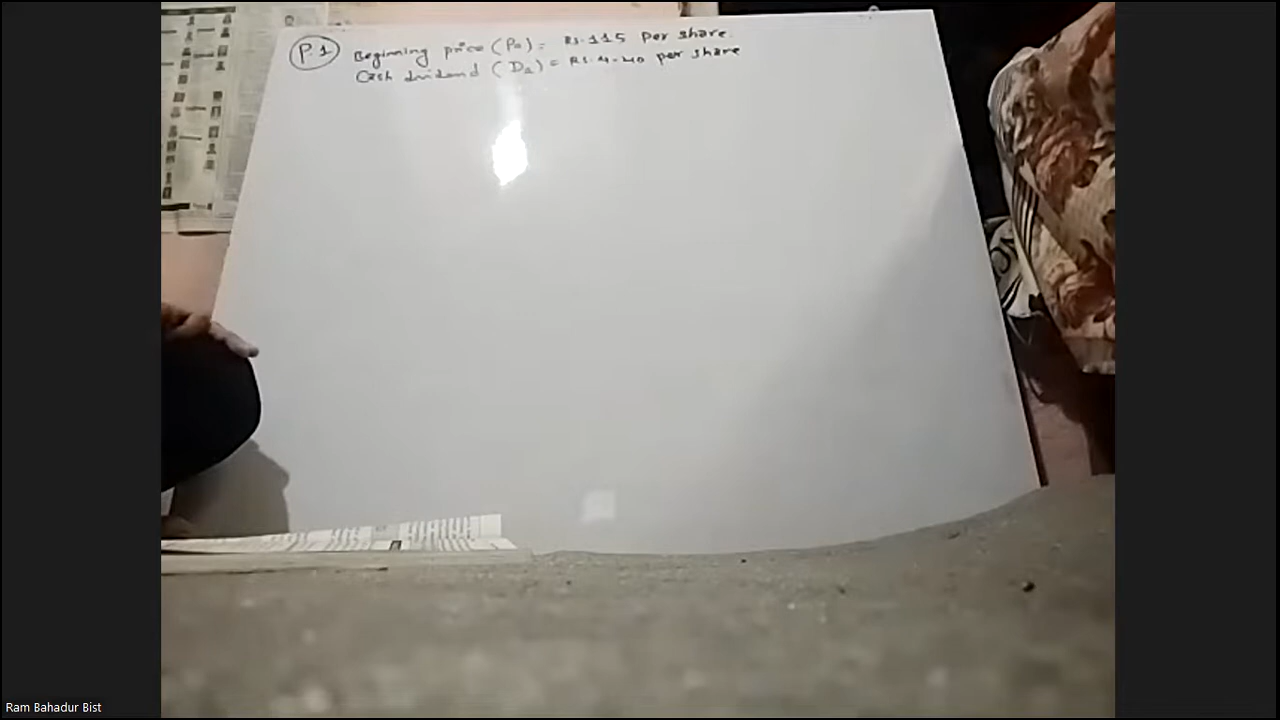 P.1 Beginning price (P₀) = Rs. 115 Per share.
Cash dividend (D₁) = Rs. 4.40 per share
Ram Bahadur Bist